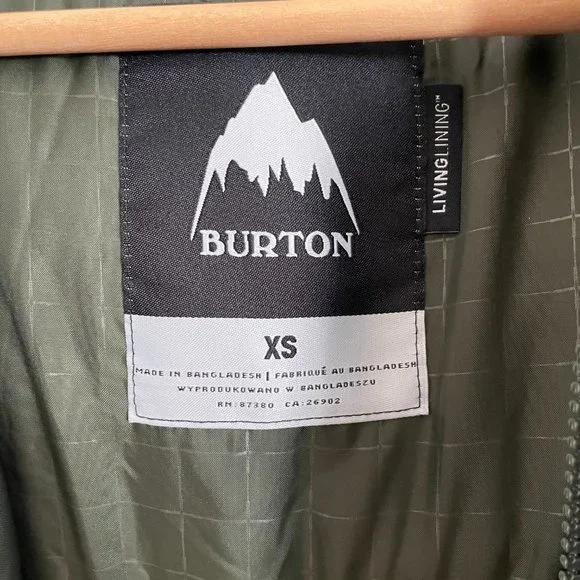 BURTON
LIVINGLINING™
XS
MADE IN BANGLADESH | FABRIQUÉ AU BANGLADESH
WYPRODUKOWANO W BANGLADESZU
RN:87380 CA:26902